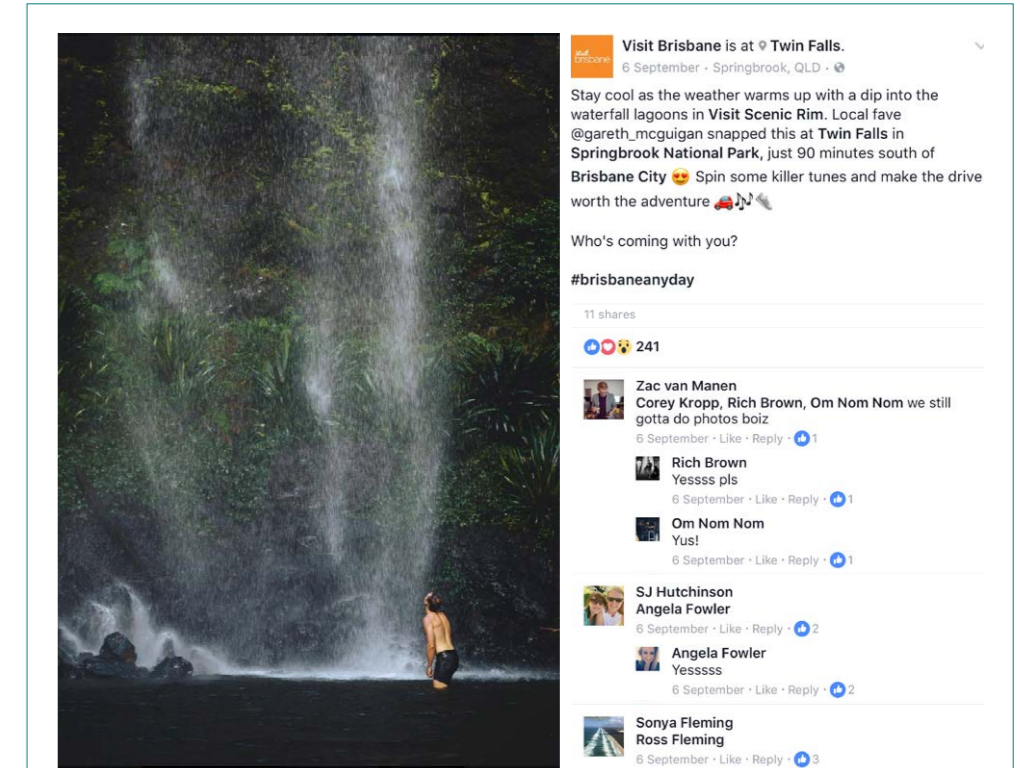 Visit
brisbane
Visit Brisbane is at Twin Falls.
6 September · Springbrook, QLD ·
Stay cool as the weather warms up with a dip into the
waterfall lagoons in Visit Scenic Rim. Local fave
@gareth_mcguigan snapped this at Twin Falls in
Springbrook National Park, just 90 minutes south of
Brisbane City 😍 Spin some killer tunes and make the drive
worth the adventure 🚗🎶🔦
Who's coming with you?
#brisbaneanyday
11 shares
241
Zac van Manen
Corey Kropp, Rich Brown, Om Nom Nom we still
gotta do photos boiz
6 September · Like · Reply · 1
Rich Brown
Yessss pls
6 September · Like · Reply · 1
Om Nom Nom
Yus!
6 September · Like · Reply · 1
SJ Hutchinson
Angela Fowler
6 September · Like · Reply · 2
Angela Fowler
Yesssss
6 September · Like · Reply · 2
Sonya Fleming
Ross Fleming
6 September · Like · Reply · 3